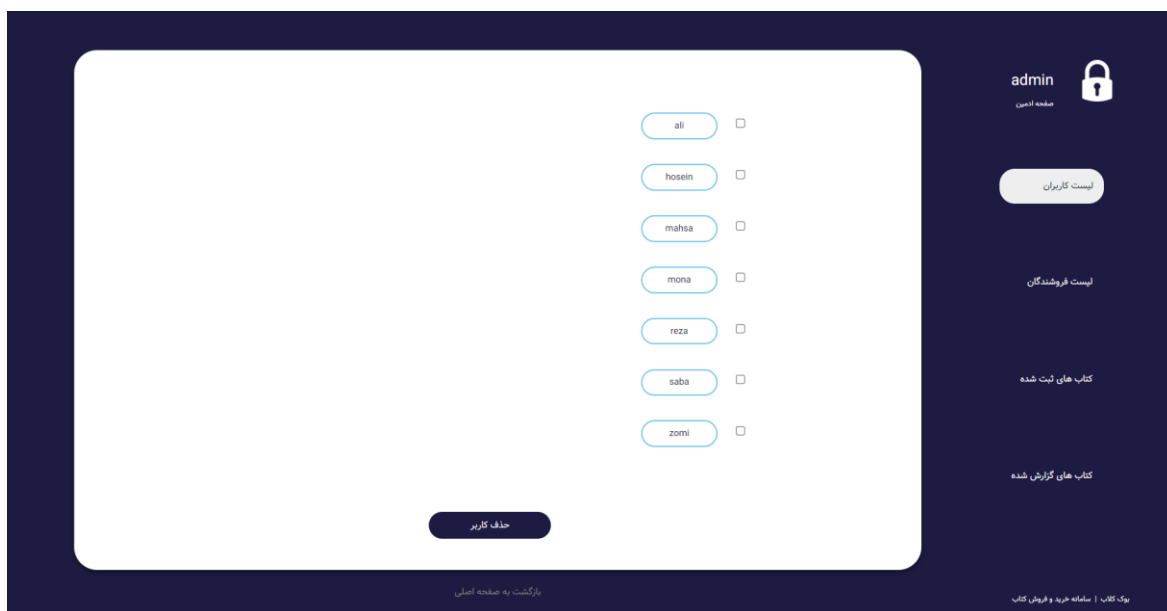 admin
صفحه ادمین
لیست کاربران
لیست فروشندگان
کتاب های ثبت شده
کتاب های گزارش شده
بوک کلاب | سامانه خرید و فروش کتاب
ali
hosein
mahsa
mona
reza
saba
zomi
حذف کاربر
بازگشت به صفحه اصلی